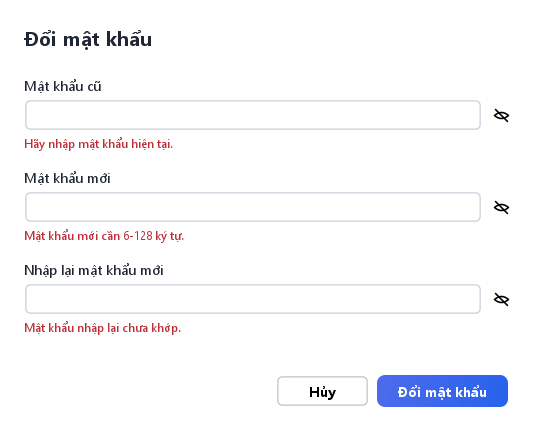 Đổi mật khẩu
Mật khẩu cũ
Hãy nhập mật khẩu hiện tại.
Mật khẩu mới
Mật khẩu mới cần 6-128 ký tự.
Nhập lại mật khẩu mới
Mật khẩu nhập lại chưa khớp.
Hủy
Đổi mật khẩu